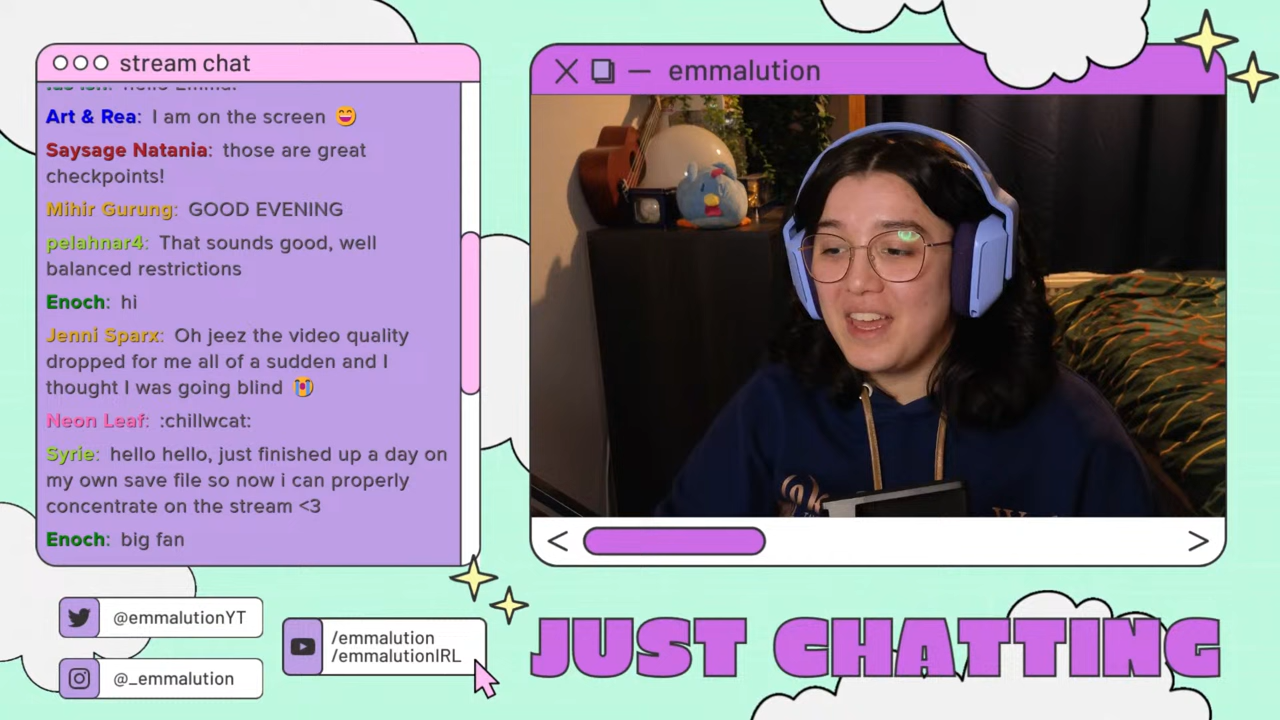 stream chat
hello Emma!
Art & Rea: I am on the screen 😄
Saysage Natania: those are great
checkpoints!
Mihir Gurung: GOOD EVENING
pelahnar4: That sounds good, well
balanced restrictions
Enoch: hi
Jenni Sparx: Oh jeez the video quality
dropped for me all of a sudden and I
thought I was going blind 😭
Neon Leaf: :chillwcat:
Syrie: hello hello, just finished up a day on
my own save file so now i can properly
concentrate on the stream <3
Enoch: big fan
emmalution
@emmalutionYT
@_emmalution
/emmalution
/emmalutionIRL
JUST CHATTING